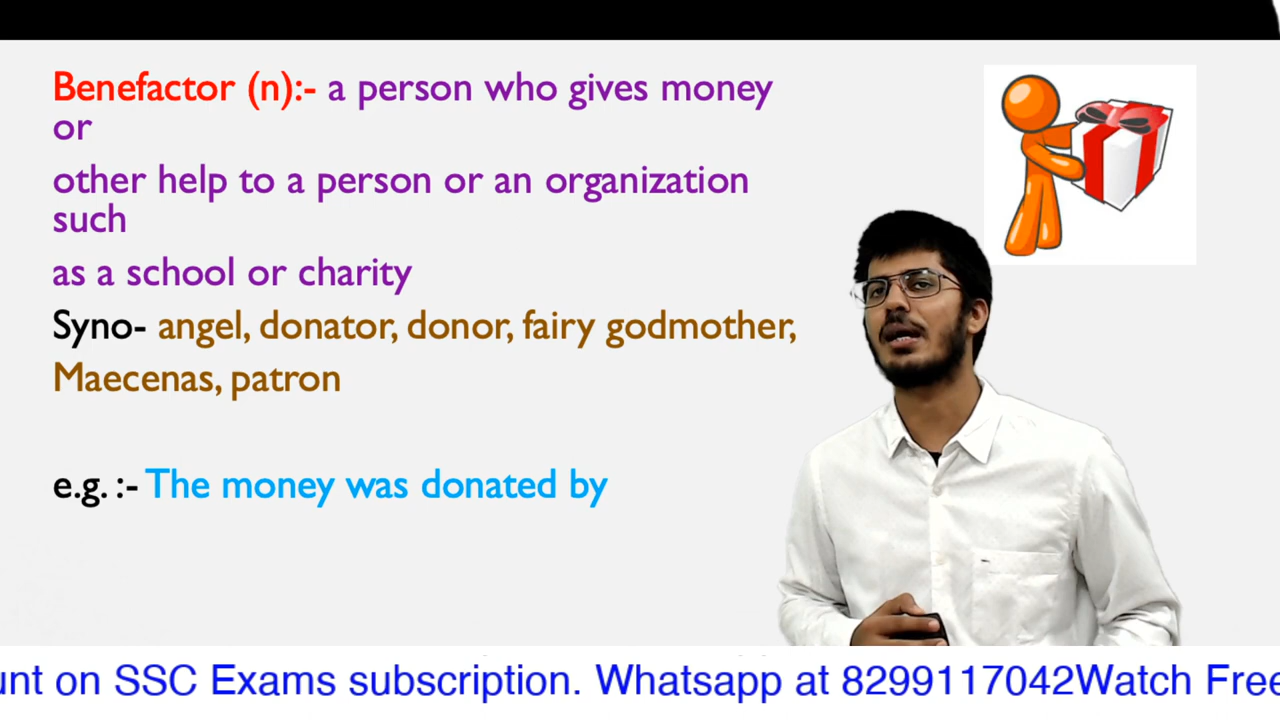 Benefactor (n):- a person who gives money
or
other help to a person or an organization
such
as a school or charity
Syno- angel, donator, donor, fairy godmother,
Maecenas, patron
e.g. :- The money was donated by
unt on SSC Exams subscription. Whatsapp at 8299117042Watch Free